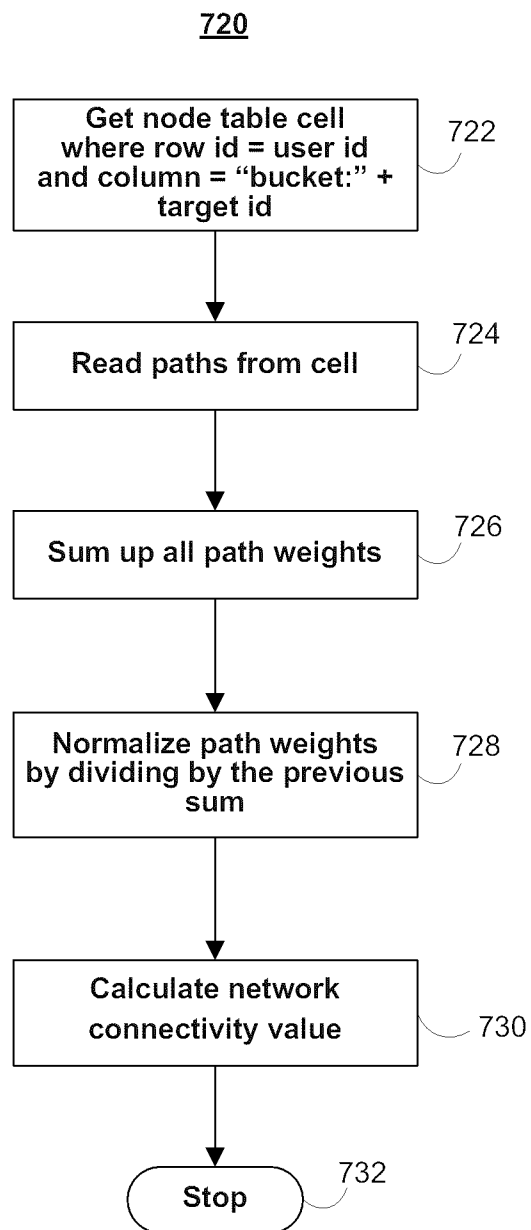 720
Get node table cell
where row id = user id
and column = “bucket:” +
target id
722
Read paths from cell
724
Sum up all path weights
726
Normalize path weights
by dividing by the previous
sum
728
Calculate network
connectivity value
730
Stop
732